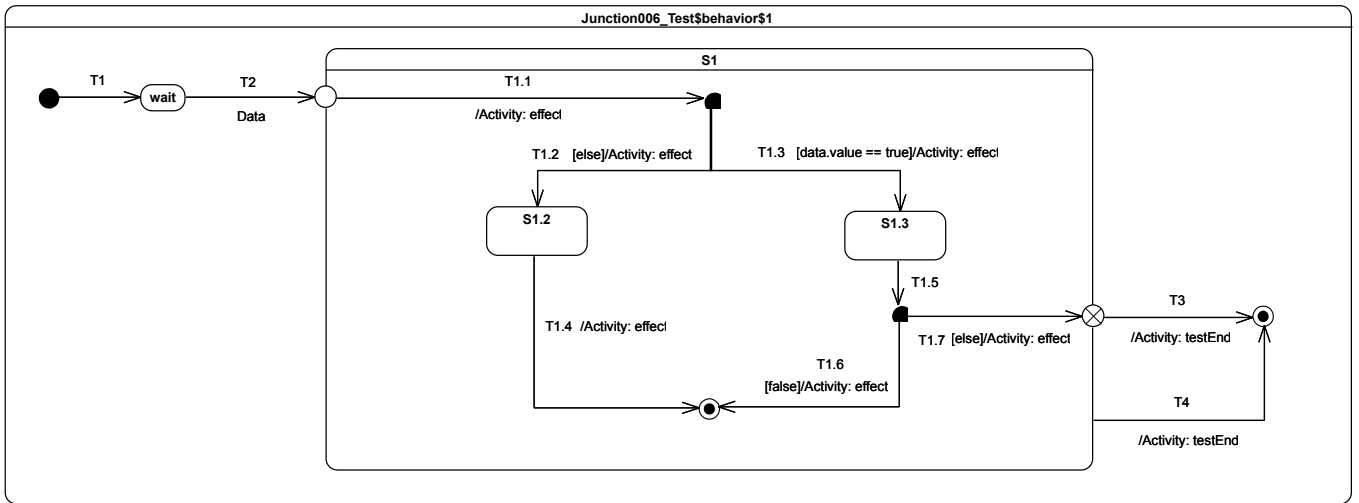 Junction006_Test$behavior$1
S1
T1
T2
T1.1
wait
Data
/Activity: effect
T1.2 [else]/Activity: effect
T1.3 [data.value == true]/Activity: effect
S1.2
S1.3
T1.5
T3
T1.4 /Activity: effect
T1.7 [else]/Activity: effect
/Activity: testEnd
T1.6
[false]/Activity: effect
T4
/Activity: testEnd